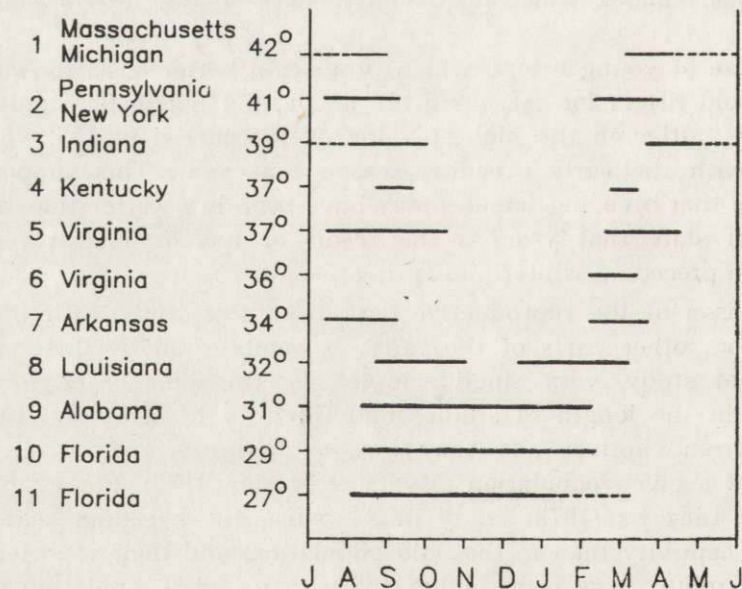 1 Massachusetts
Michigan 42°
2 Pennsylvania
New York 41°
3 Indiana 39°
4 Kentucky 37°
5 Virginia 37°
6 Virginia 36°
7 Arkansas 34°
8 Louisiana 32°
9 Alabama 31°
10 Florida 29°
11 Florida 27°
J A S O N D J F M A M J